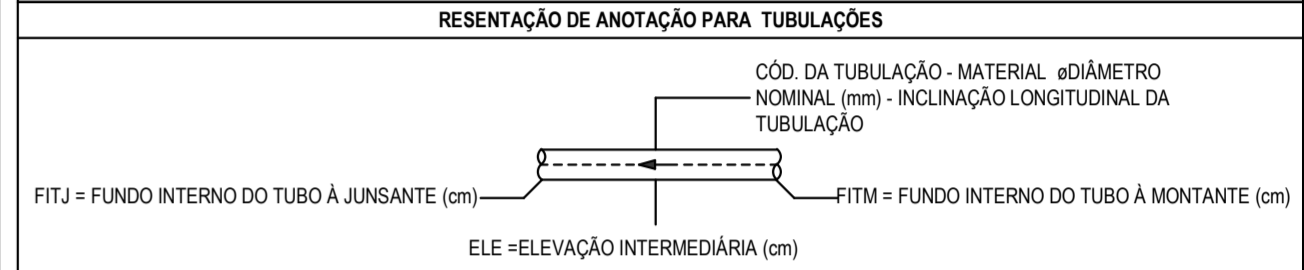 RESENTAÇÃO DE ANOTAÇÃO PARA TUBULAÇÕES
CÓD. DA TUBULAÇÃO - MATERIAL øDIÂMETRO
NOMINAL (mm) - INCLINAÇÃO LONGITUDINAL DA
TUBULAÇÃO
FITJ = FUNDO INTERNO DO TUBO À JUNSANTE (cm)
FITM = FUNDO INTERNO DO TUBO À MONTANTE (cm)
ELE =ELEVAÇÃO INTERMEDIÁRIA (cm)